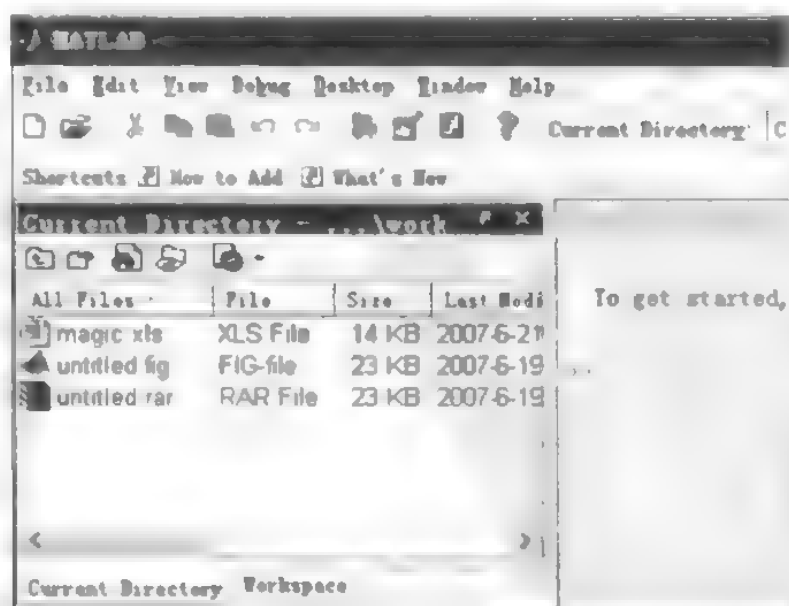 MATLAB
File Edit View Debug Desktop Window Help
Current Directory: C
Shortcuts How to Add What's New
Current Directory - ...\work
All Files File Size Last Modi
magic.xls XLS File 14 KB 2007-6-21
untitled.fig FIG-file 23 KB 2007-6-19
untitled.rar RAR File 23 KB 2007-6-19
To get started,
Current Directory Workspace